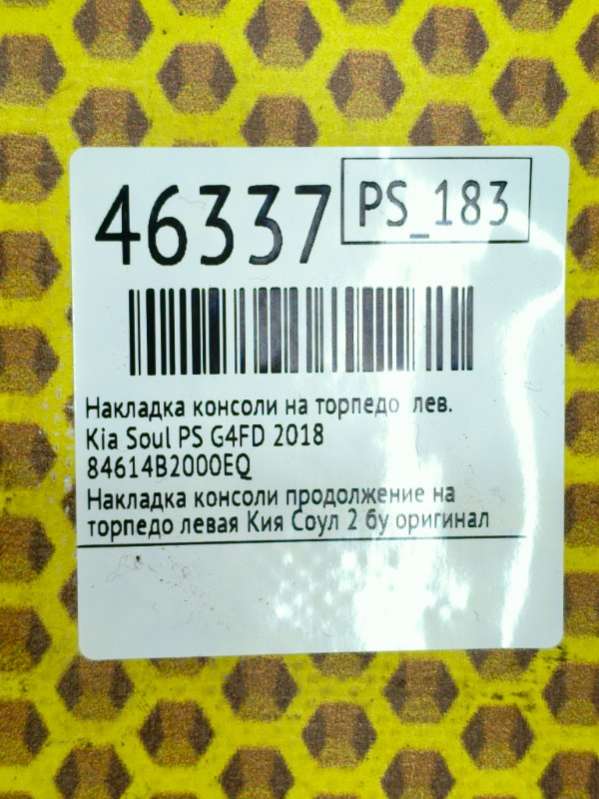 46337
PS_183
Накладка консоли на торпедо лев.
Kia Soul PS G4FD 2018
84614B2000EQ
Накладка консоли продолжение на
торпедо левая Кия Соул 2 бу оригинал